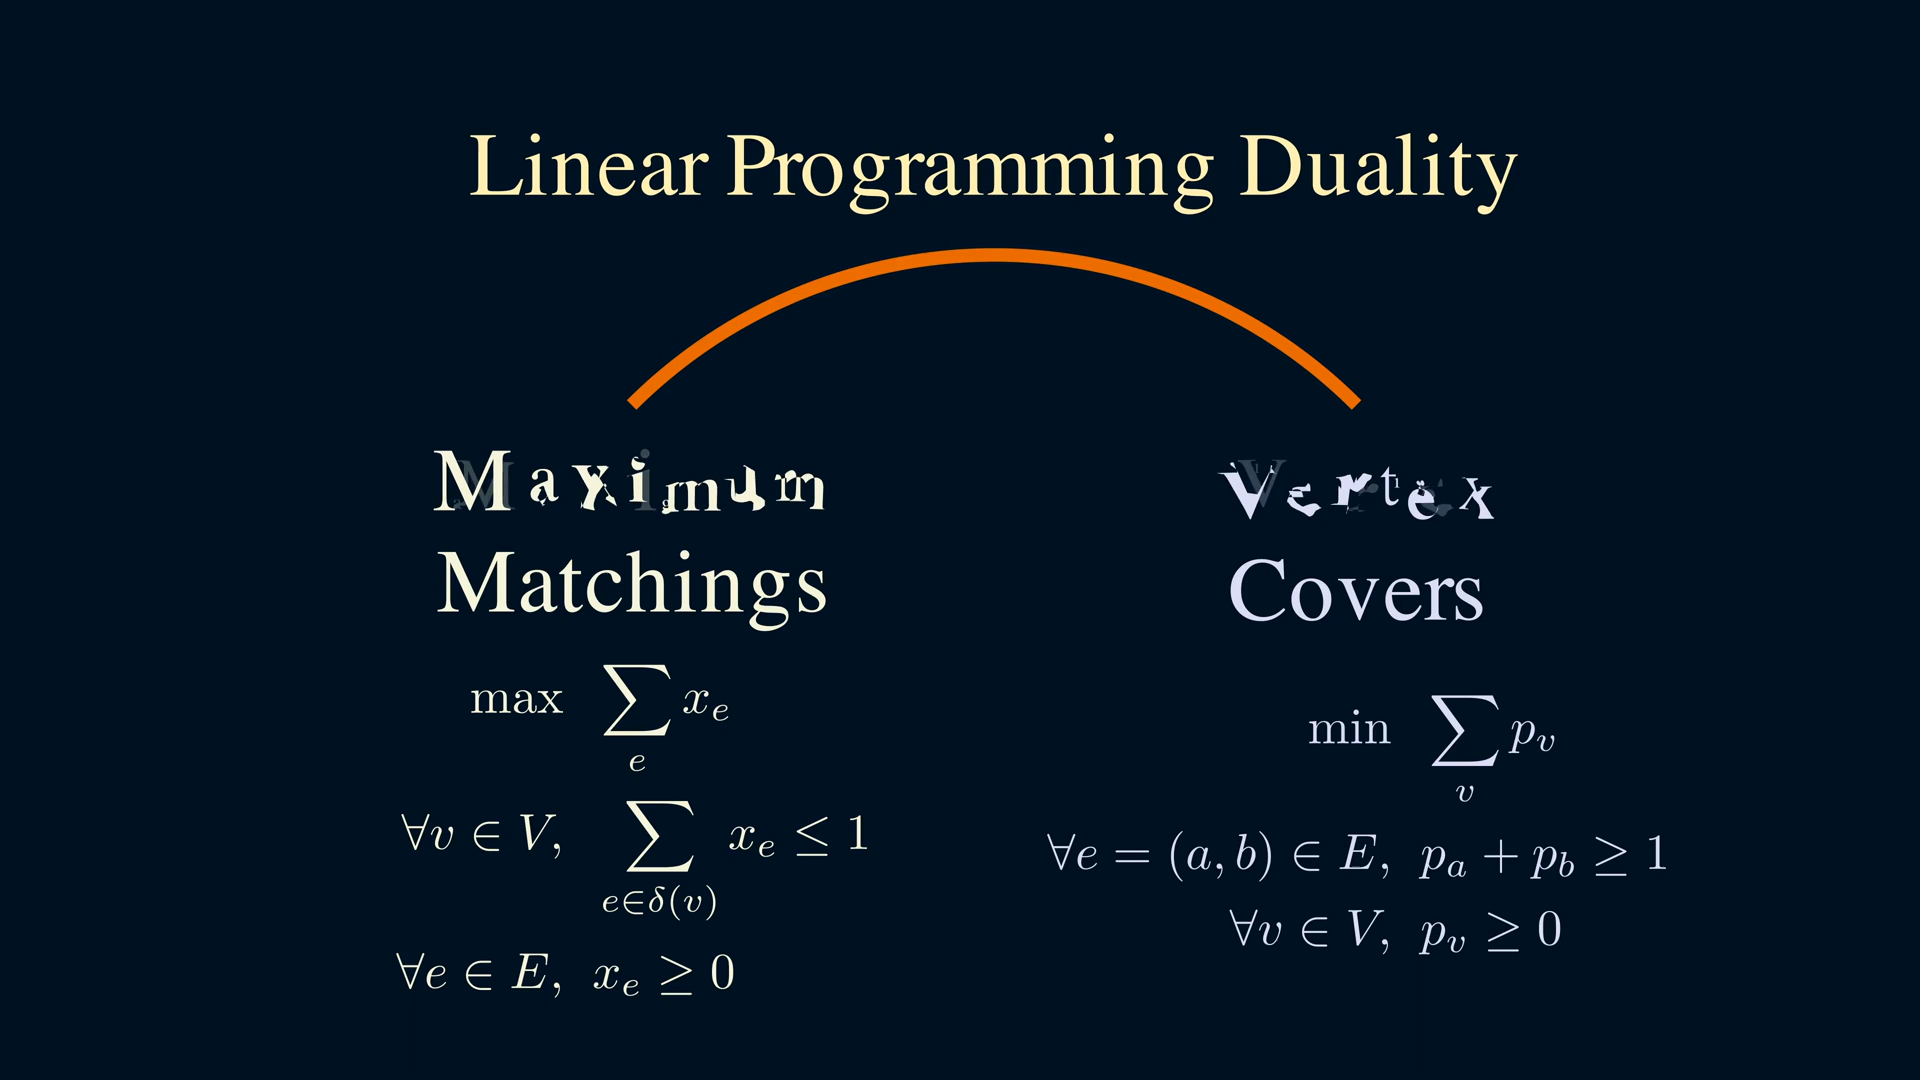 Linear Programming Duality
Maximum
Matchings
max ∑_e x_e
∀v ∈ V, ∑_{e∈δ(v)} x_e ≤ 1
∀e ∈ E, x_e ≥ 0
Vertex
Covers
min ∑_v p_v
∀e = (a, b) ∈ E, p_a + p_b ≥ 1
∀v ∈ V, p_v ≥ 0